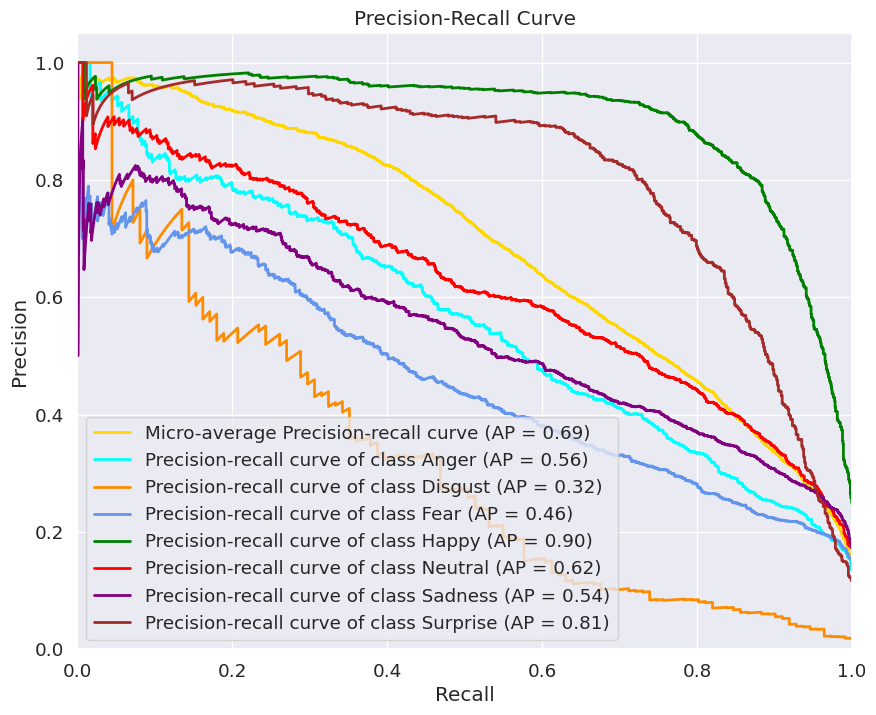 Precision-Recall Curve
1.0
0.8
0.6
0.4
0.2
0.0
Precision
Micro-average Precision-recall curve (AP = 0.69)
Precision-recall curve of class Anger (AP = 0.56)
Precision-recall curve of class Disgust (AP = 0.32)
Precision-recall curve of class Fear (AP = 0.46)
Precision-recall curve of class Happy (AP = 0.90)
Precision-recall curve of class Neutral (AP = 0.62)
Precision-recall curve of class Sadness (AP = 0.54)
Precision-recall curve of class Surprise (AP = 0.81)
0.0 0.2 0.4 0.6 0.8 1.0
Recall